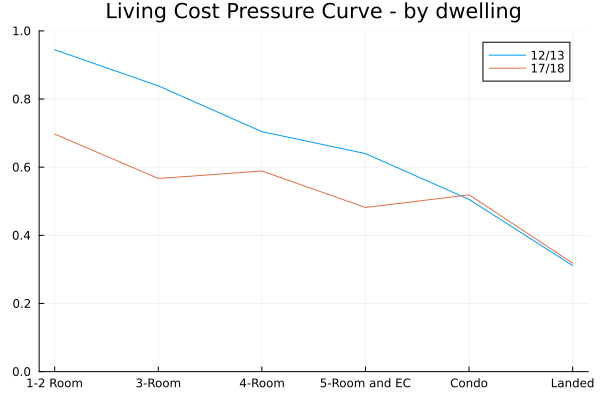 Living Cost Pressure Curve - by dwelling
1.0
0.8
0.6
0.4
0.2
0.0
12/13
17/18
1-2 Room
3-Room
4-Room
5-Room and EC
Condo
Landed